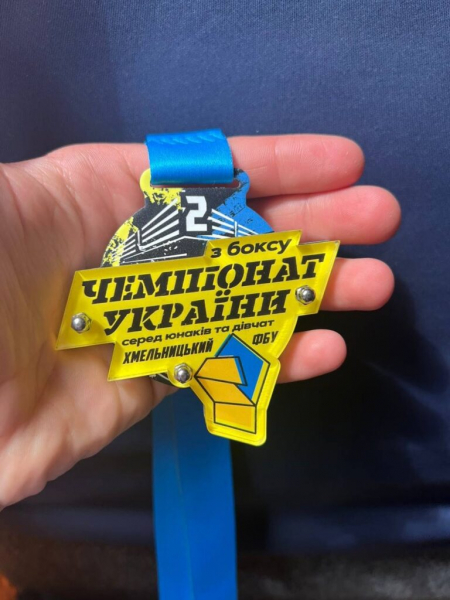 2
з боксу
ЧЕМПІОНАТ
УКРАЇНИ
серед юнаків та дівчат
ХМЕЛЬНИЦЬКИЙ ФБУ